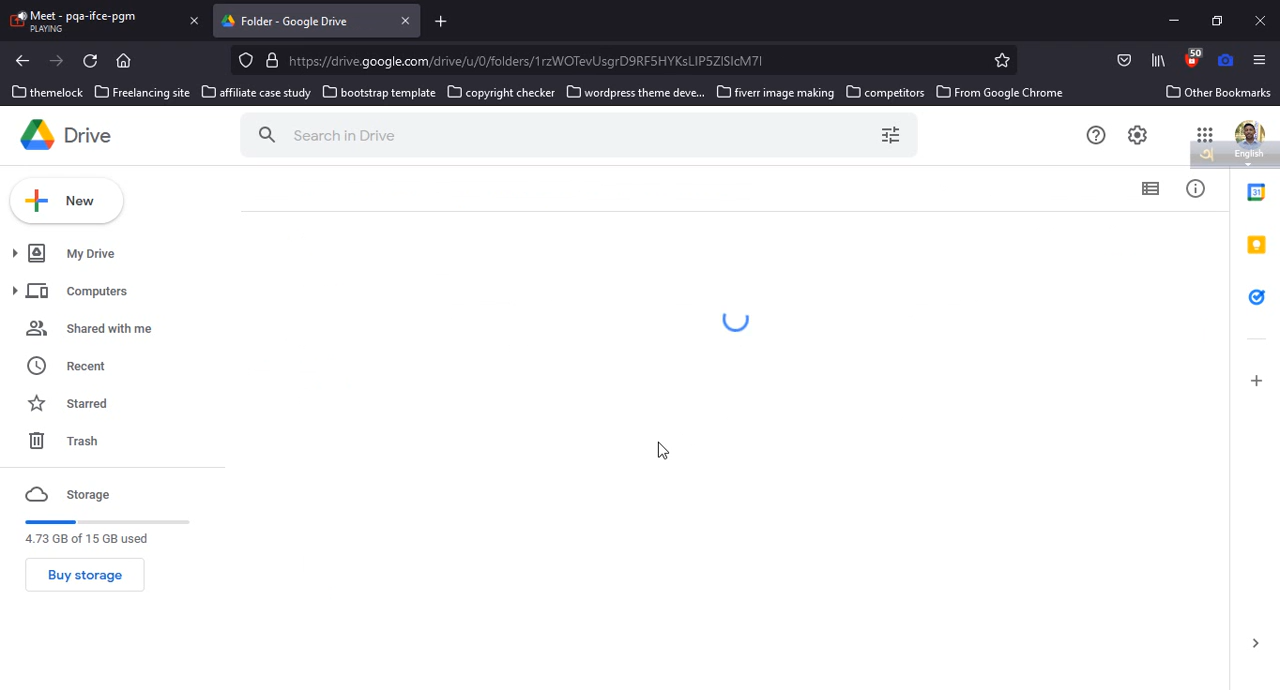 Meet - pqa-ifce-pgm
PLAYING
Folder - Google Drive
https://drive.google.com/drive/u/0/folders/1rzWOTevUsgrD9RF5HYKsLIP5ZISIcM7I
50
themelock
Freelancing site
affiliate case study
bootstrap template
copyright checker
wordpress theme deve...
fiverr image making
competitors
From Google Chrome
Other Bookmarks
Drive
Search in Drive
অ
English
New
31
My Drive
Computers
Shared with me
Recent
Starred
Trash
Storage
4.73 GB of 15 GB used
Buy storage